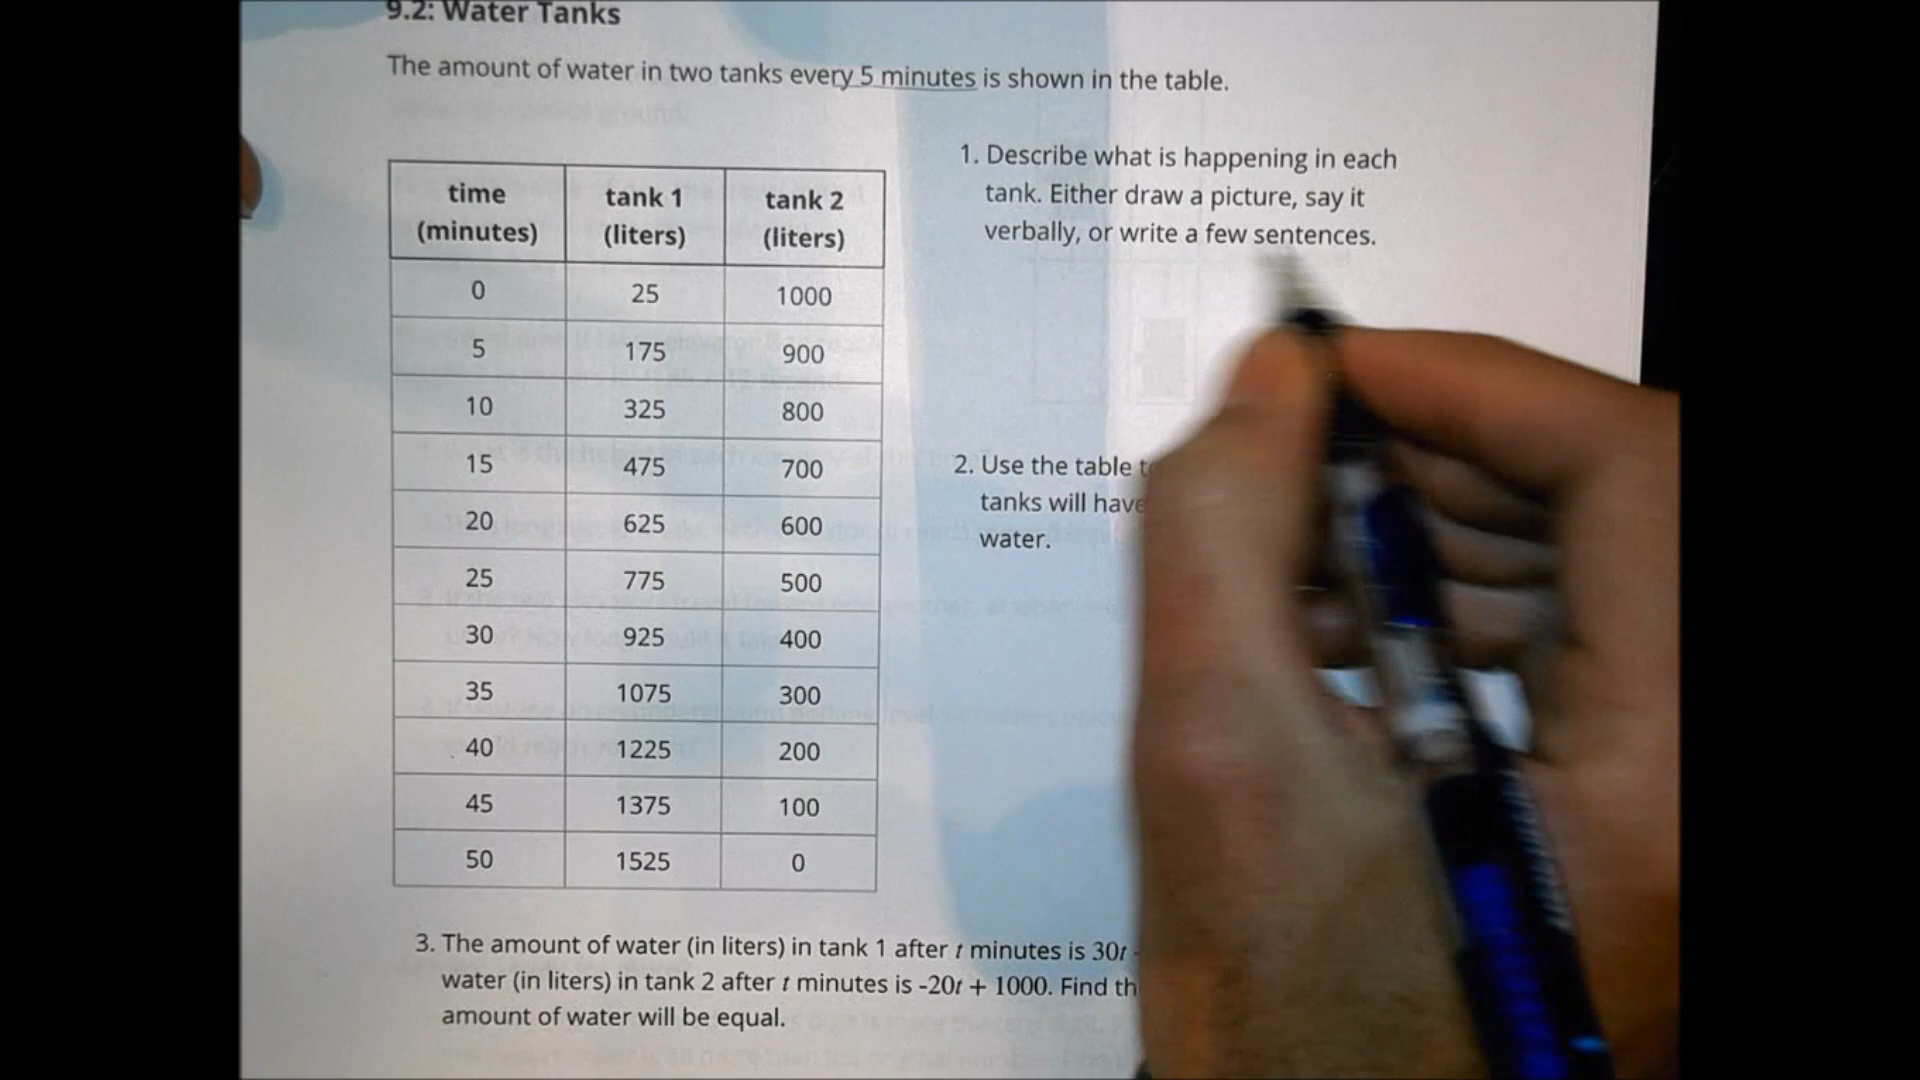 9.2: Water Tanks
The amount of water in two tanks every 5 minutes is shown in the table.
time (minutes) tank 1 (liters) tank 2 (liters)
0 25 1000
5 175 900
10 325 800
15 475 700
20 625 600
25 775 500
30 925 400
35 1075 300
40 1225 200
45 1375 100
50 1525 0
1. Describe what is happening in each
tank. Either draw a picture, say it
verbally, or write a few sentences.
2. Use the table
tanks will have
water.
3. The amount of water (in liters) in tank 1 after t minutes is 30t
water (in liters) in tank 2 after t minutes is -20t + 1000. Find
amount of water will be equal.